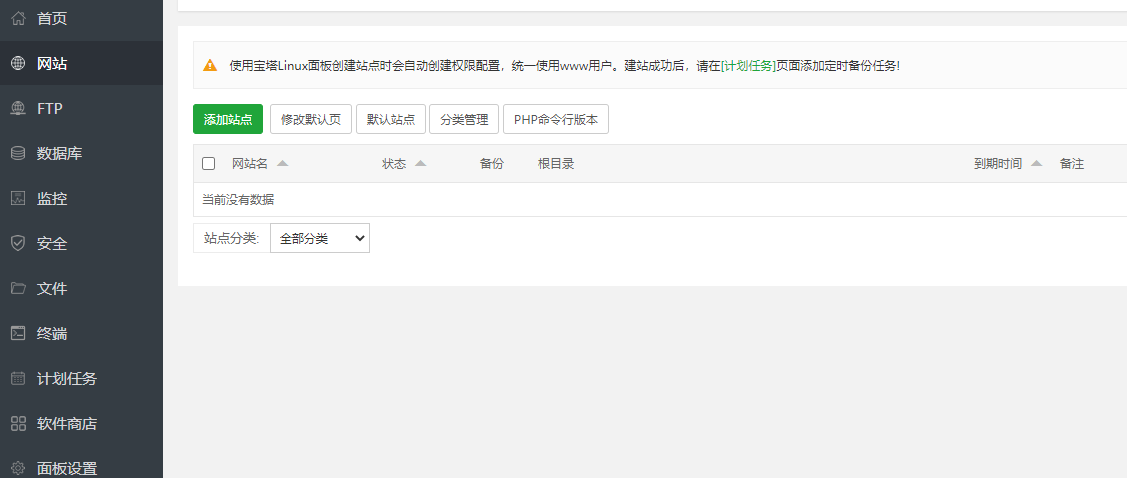 首页
网站
FTP
数据库
监控
安全
文件
终端
计划任务
软件商店
面板设置
使用宝塔Linux面板创建站点时会自动创建权限配置，统一使用www用户。建站成功后，请在[计划任务]页面添加定时备份任务!
添加站点 修改默认页 默认站点 分类管理 PHP命令行版本
网站名 状态 备份 根目录 到期时间 备注
当前没有数据
站点分类: 全部分类